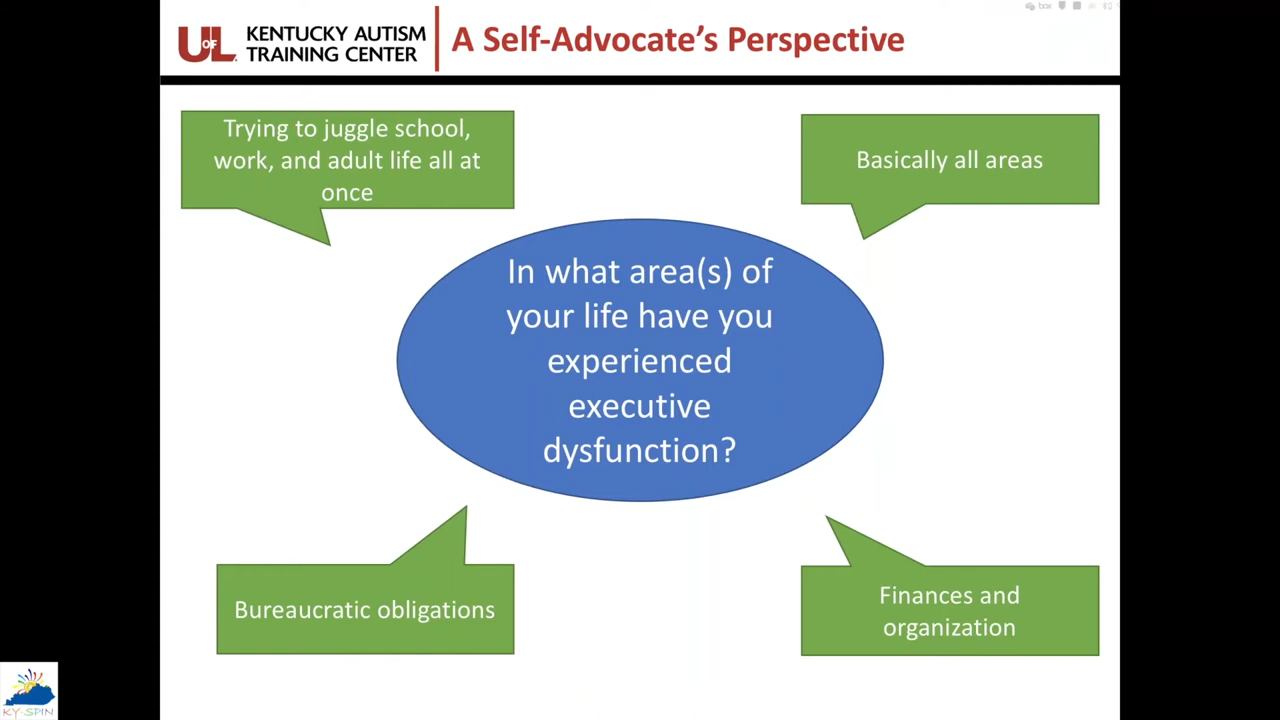 box
UofL
KENTUCKY AUTISM
TRAINING CENTER
A Self-Advocate's Perspective
Trying to juggle school,
work, and adult life all at
once
Basically all areas
In what area(s) of
your life have you
experienced
executive
dysfunction?
Bureaucratic obligations
Finances and
organization
KY-SPIN